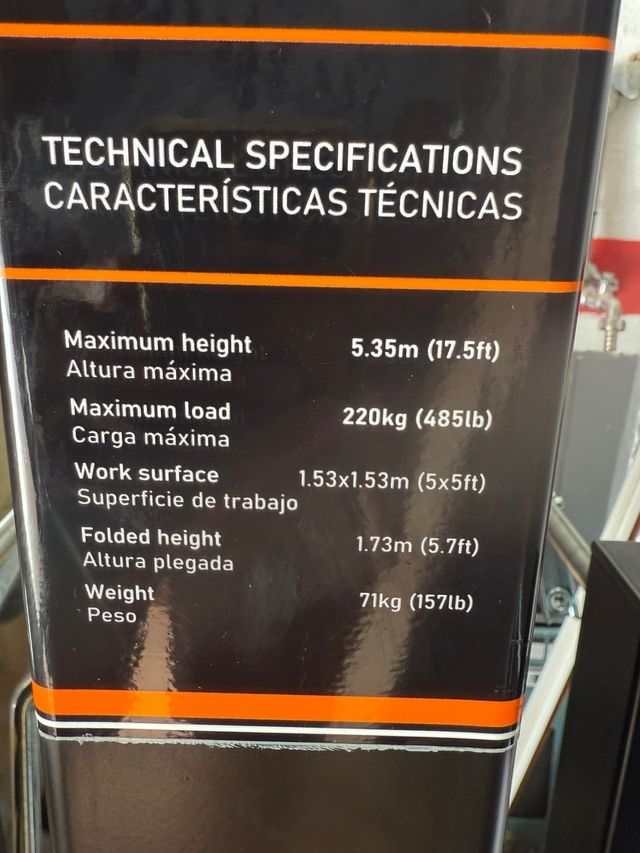 TECHNICAL SPECIFICATIONS
CARACTERÍSTICAS TÉCNICAS
Maximum height 5.35m (17.5ft)
Altura máxima
Maximum load 220kg (485lb)
Carga máxima
Work surface 1.53x1.53m (5x5ft)
Superficie de trabajo
Folded height 1.73m (5.7ft)
Altura plegada
Weight 71kg (157lb)
Peso